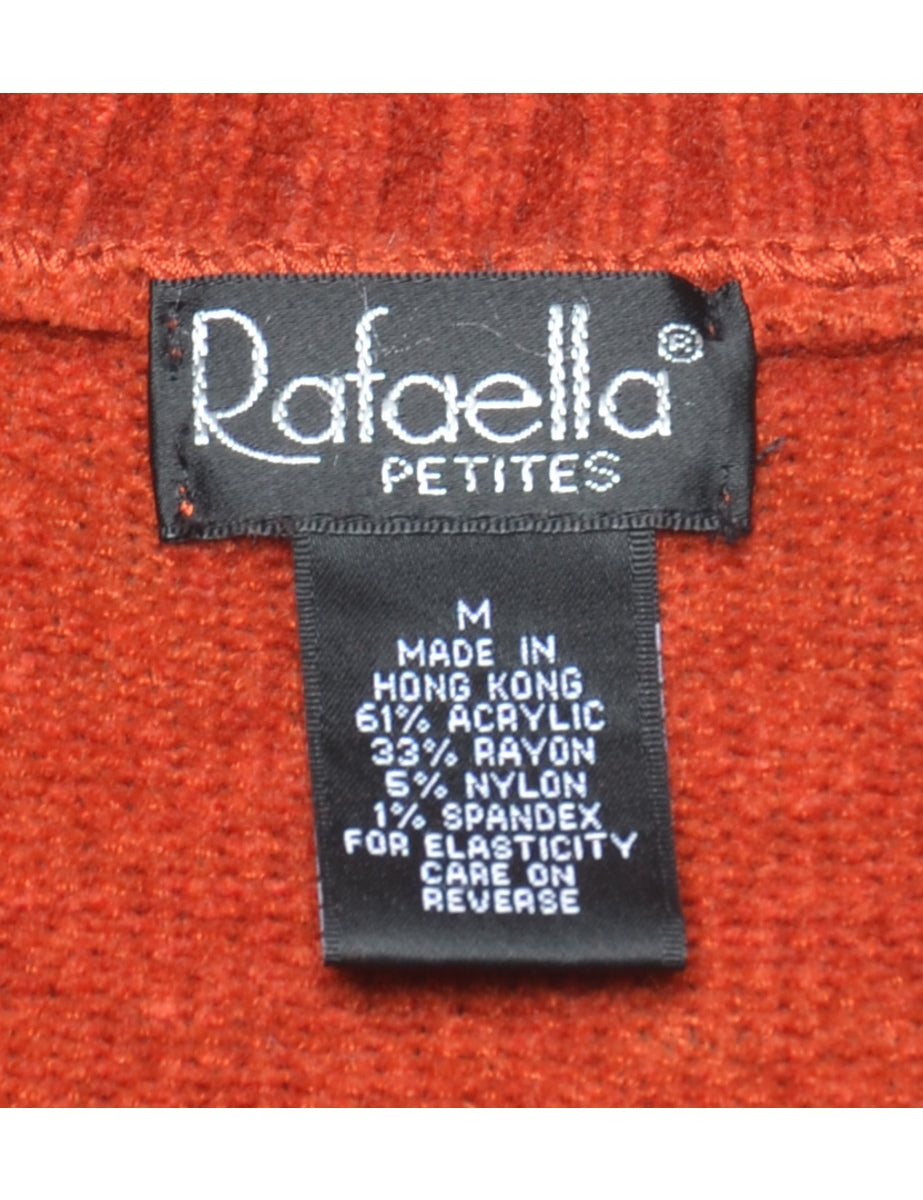 Rafaella®
PETITES
M
MADE IN
HONG KONG
61% ACRYLIC
33% RAYON
5% NYLON
1% SPANDEX
FOR ELASTICITY
CARE ON
REVERSE